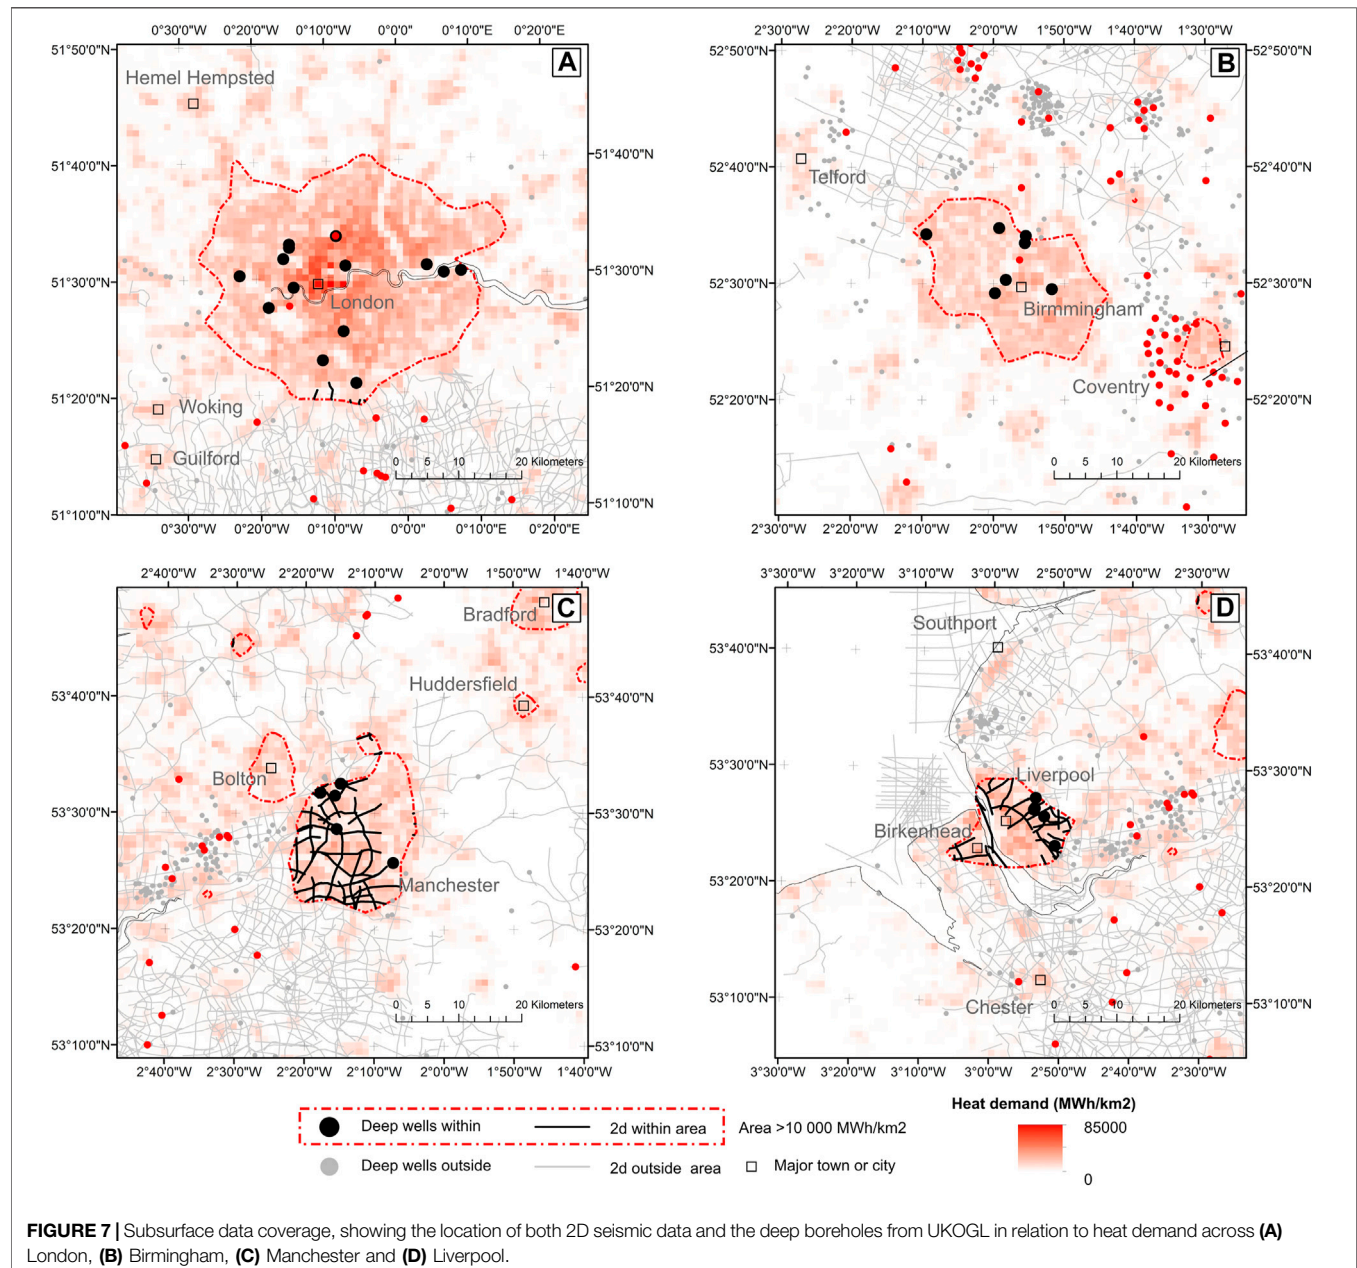 0°30'0"W 0°20'0"W 0°10'0"W 0°0'0" 0°10'0"E 0°20'0"E
51°50'0"N
A
Hemel Hempsted
51°40'0"N 51°40'0"N
51°30'0"N 51°30'0"N
London
51°20'0"N 51°20'0"N
Woking
Guilford
0 5 10 20 Kilometers
51°10'0"N 51°10'0"N
0°30'0"W 0°20'0"W 0°10'0"W 0°0'0" 0°10'0"E 0°20'0"E
2°30'0"W 2°20'0"W 2°10'0"W 2°00'0"W 1°50'0"W 1°40'0"W 1°30'0"W
52°50'0"N 52°50'0"N
B
52°40'0"N 52°40'0"N
Telford
52°30'0"N 52°30'0"N
Birmmingham
Coventry
52°20'0"N 52°20'0"N
0 5 10 20 Kilometers
2°30'0"W 2°20'0"W 2°10'0"W 2°00'0"W 1°50'0"W 1°40'0"W 1°30'0"W
2°40'0"W 2°30'0"W 2°20'0"W 2°10'0"W 2°00'0"W 1°50'0"W 1°40'0"W
C
Bradford
Huddersfield
53°40'0"N 53°40'0"N
Bolton
53°30'0"N 53°30'0"N
Manchester
53°20'0"N 53°20'0"N
0 5 10 20 Kilometers
53°10'0"N 53°10'0"N
2°40'0"W 2°30'0"W 2°20'0"W 2°10'0"W 2°00'0"W 1°50'0"W 1°40'0"W
3°30'0"W 3°20'0"W 3°10'0"W 3°00'0"W 2°50'0"W 2°40'0"W 2°30'0"W
D
Southport
53°40'0"N 53°40'0"N
53°30'0"N 53°30'0"N
Liverpool
Birkenhead
53°20'0"N 53°20'0"N
Chester
0 5 10 20 Kilometers
53°10'0"N 53°10'0"N
3°30'0"W 3°20'0"W 3°10'0"W 3°00'0"W 2°50'0"W 2°40'0"W 2°30'0"W
Deep wells within 2d within area Area >10 000 MWh/km2
Deep wells outside 2d outside area Major town or city
Heat demand (MWh/km2)
85000
0
FIGURE 7 | Subsurface data coverage, showing the location of both 2D seismic data and the deep boreholes from UKOGL in relation to heat demand across (A)
London, (B) Birmingham, (C) Manchester and (D) Liverpool.